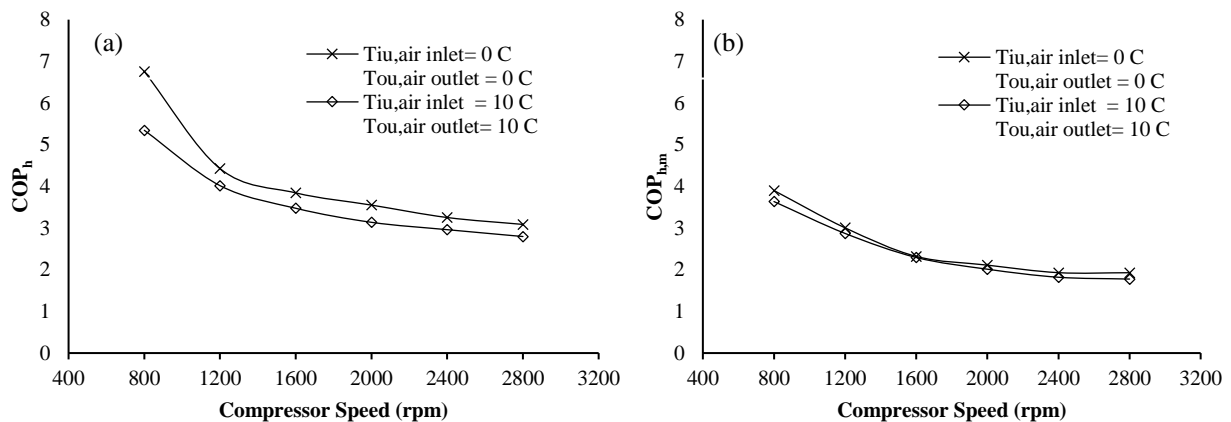 (a)
Tiu,air inlet= 0 C
Tou,air outlet = 0 C
Tiu,air inlet = 10 C
Tou,air outlet= 10 C
COPh
8
7
6
5
4
3
2
1
0
400 800 1200 1600 2000 2400 2800 3200
Compressor Speed (rpm)
(b)
Tiu,air inlet= 0 C
Tou,air outlet = 0 C
Tiu,air inlet = 10 C
Tou,air outlet= 10 C
COPh,m
8
7
6
5
4
3
2
1
0
400 800 1200 1600 2000 2400 2800 3200
Compressor Speed (rpm)